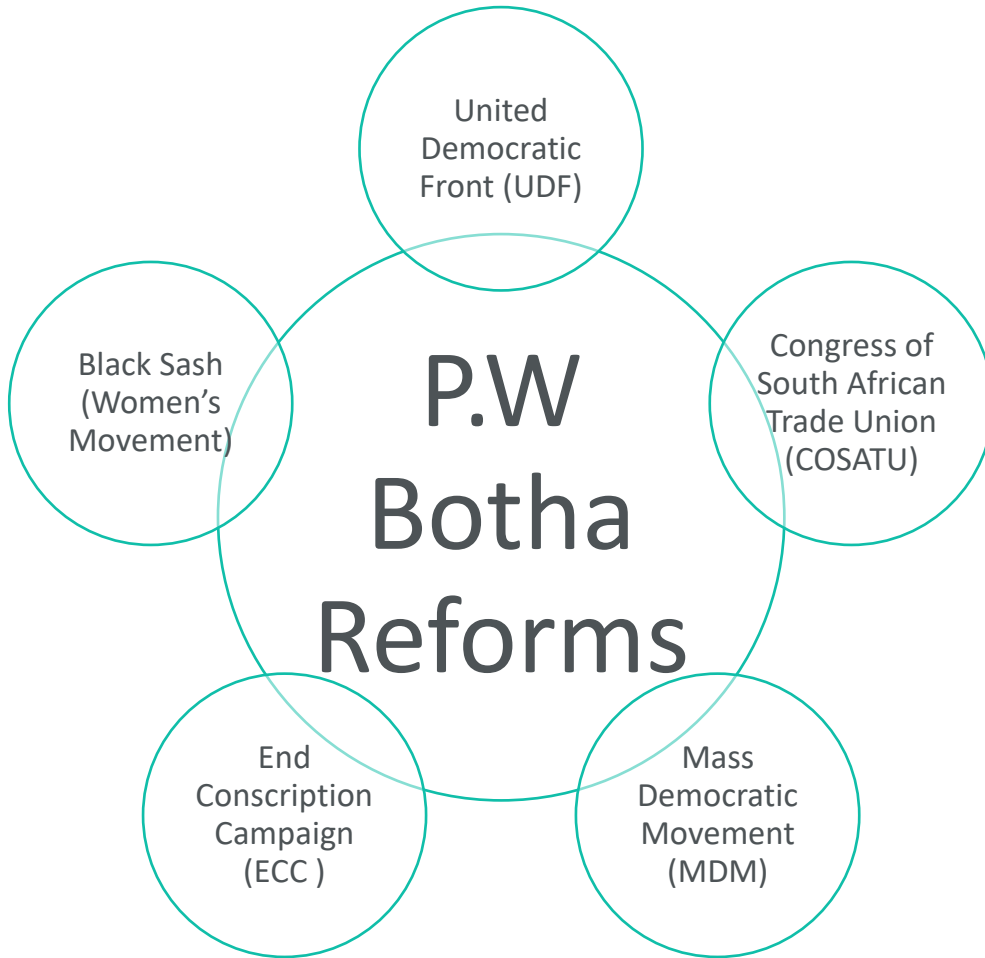 United
Democratic
Front (UDF)
Black Sash
(Women’s
Movement)
Congress of
South African
Trade Union
(COSATU)
P.W
Botha
Reforms
End
Conscription
Campaign
(ECC )
Mass
Democratic
Movement
(MDM)